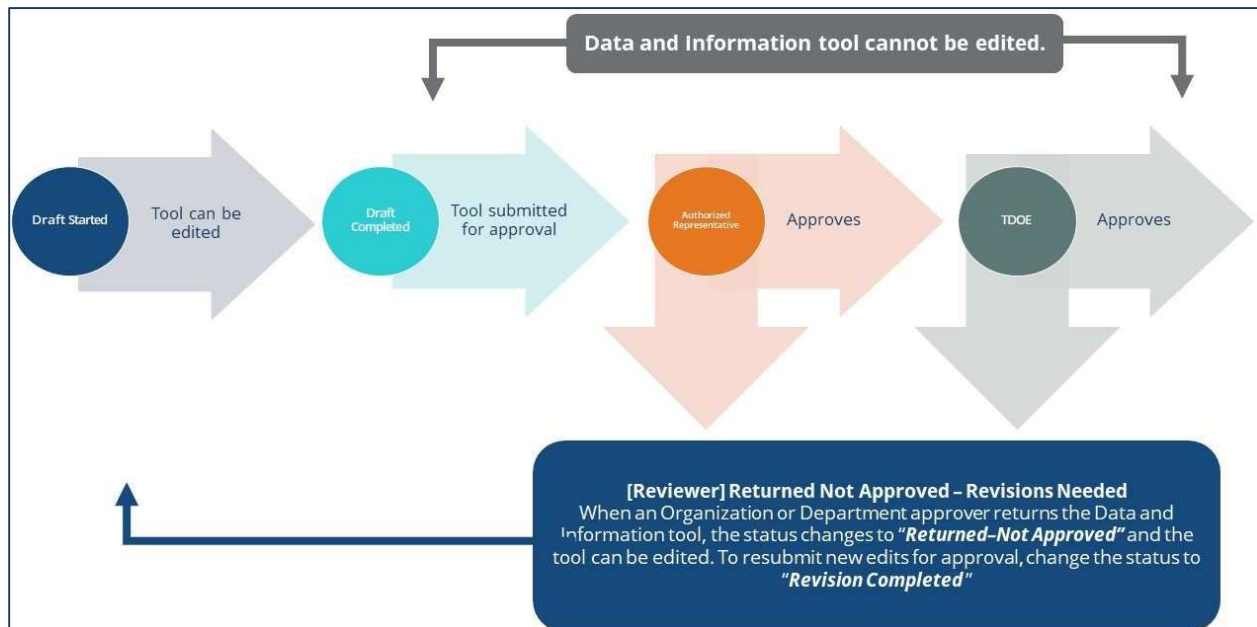 Data and Information tool cannot be edited.
Draft Started
Tool can be
edited
Draft
Completed
Tool submitted
for approval
Authorized
Representative
Approves
TDOE
Approves
[Reviewer] Returned Not Approved – Revisions Needed
When an Organization or Department approver returns the Data and
Information tool, the status changes to "Returned–Not Approved" and the
tool can be edited. To resubmit new edits for approval, change the status to
"Revision Completed"